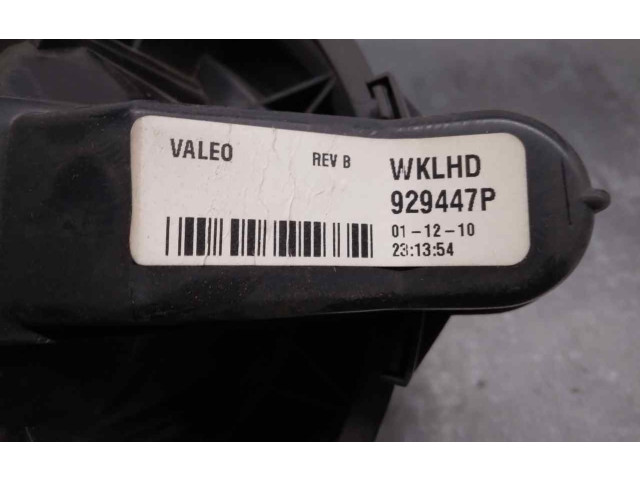 VALEO REV B WKLHD
929447P
01-12-10
23:13:54